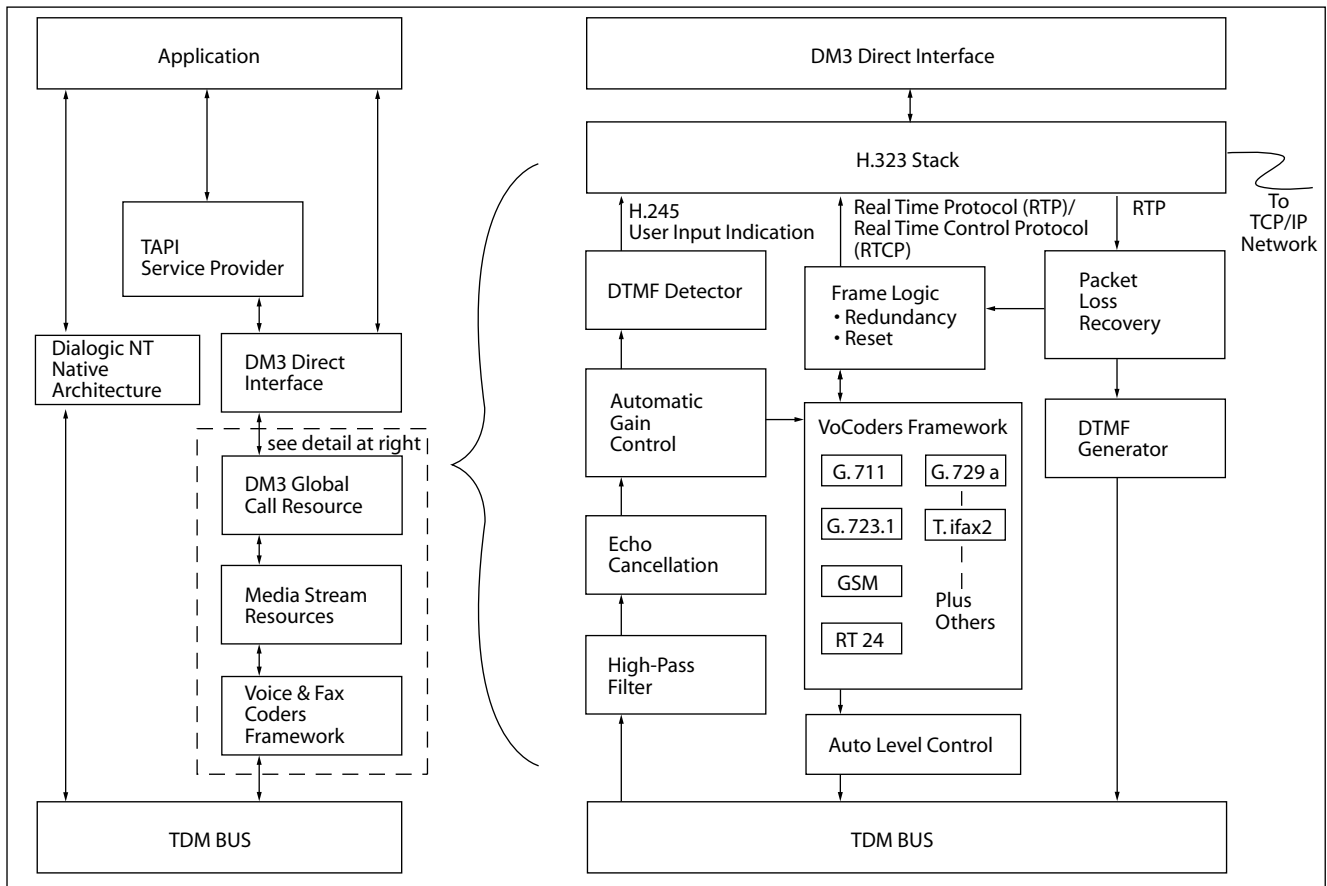 Application
TAPI
Service Provider
Dialogic NT
Native
Architecture
DM3 Direct
Interface
see detail at right
DM3 Global
Call Resource
Media Stream
Resources
Voice & Fax
Coders
Framework
TDM BUS
DM3 Direct Interface
H.323 Stack
To
TCP/IP
Network
H.245
User Input Indication
Real Time Protocol (RTP)/
Real Time Control Protocol
(RTCP)
RTP
DTMF Detector
Frame Logic
• Redundancy
• Reset
Packet
Loss
Recovery
Automatic
Gain
Control
VoCoders Framework
G. 711
G. 729 a
G. 723.1
T. ifax2
GSM
Plus
Others
RT 24
DTMF
Generator
Echo
Cancellation
High-Pass
Filter
Auto Level Control
TDM BUS